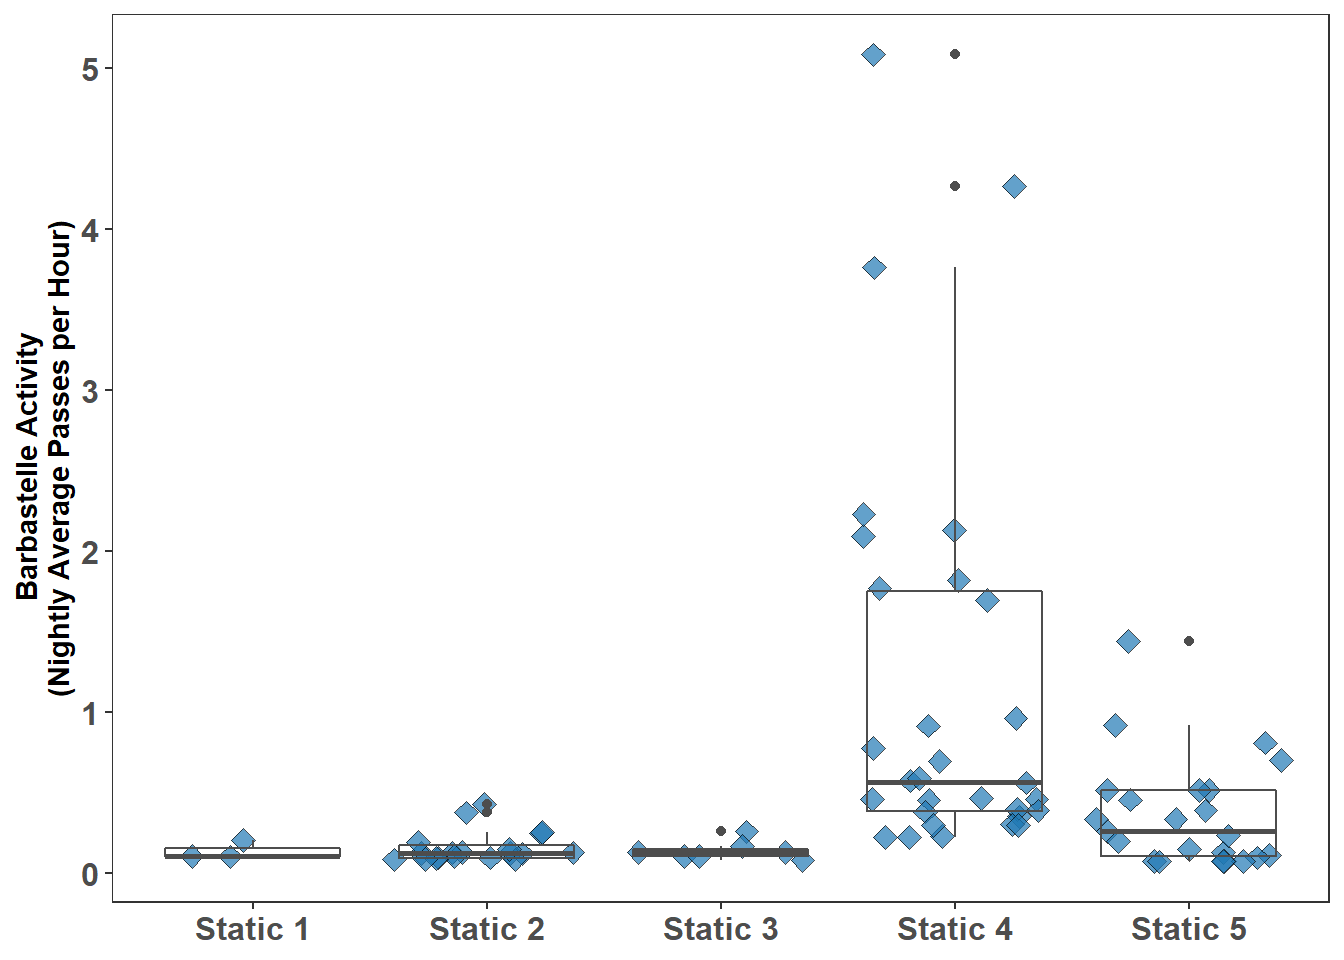 Barbastelle Activity
(Nightly Average Passes per Hour)
5
4
3
2
1
0
Static 1
Static 2
Static 3
Static 4
Static 5